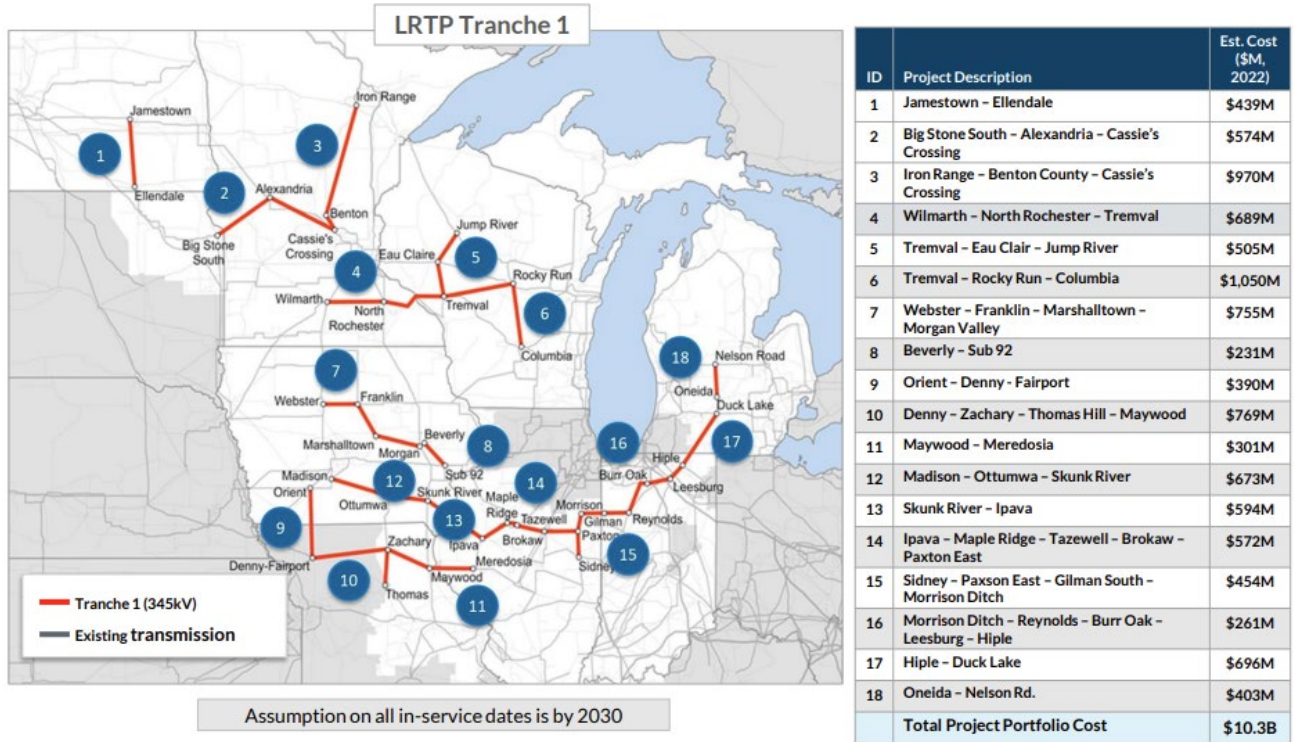 LRTP Tranche 1
Jamestown
Iron Range
1
3
Ellendale
2
Alexandria
Benton
Big Stone
South
Cassie's
Crossing
Jump River
Eau Claire
5
4
Rocky Run
Wilmarth
North
Rochester
Tremval
6
Columbia
18
Nelson Road
7
Oneida
Webster
Franklin
Duck Lake
Marshalltown
Beverly
8
16
17
Morgan
Hiple
Sub 92
Burr Oak
Leesburg
Madison
12
14
Orient
Skunk River
Maple
Ridge
Morrison
Ottumwa
13
Tazewell
Gilman
Reynolds
9
Ipava
Brokaw
Paxton
Zachary
15
Denny-Fairport
Meredosia
Sidney
10
Maywood
Thomas
11
Tranche 1 (345kV)
Existing transmission
Assumption on all in-service dates is by 2030
ID Project Description Est. Cost
($M,
2022)
1 Jamestown – Ellendale $439M
2 Big Stone South – Alexandria – Cassie's
Crossing $574M
3 Iron Range – Benton County – Cassie's
Crossing $970M
4 Wilmarth – North Rochester – Tremval $689M
5 Tremval – Eau Clair – Jump River $505M
6 Tremval – Rocky Run – Columbia $1,050M
7 Webster – Franklin – Marshalltown –
Morgan Valley $755M
8 Beverly – Sub 92 $231M
9 Orient – Denny - Fairport $390M
10 Denny – Zachary – Thomas Hill – Maywood $769M
11 Maywood – Meredosia $301M
12 Madison – Ottumwa – Skunk River $673M
13 Skunk River – Ipava $594M
14 Ipava – Maple Ridge – Tazewell – Brokaw –
Paxton East $572M
15 Sidney – Paxson East – Gilman South –
Morrison Ditch $454M
16 Morrison Ditch – Reynolds – Burr Oak –
Leesburg – Hiple $261M
17 Hiple – Duck Lake $696M
18 Oneida – Nelson Rd. $403M
Total Project Portfolio Cost $10.3B